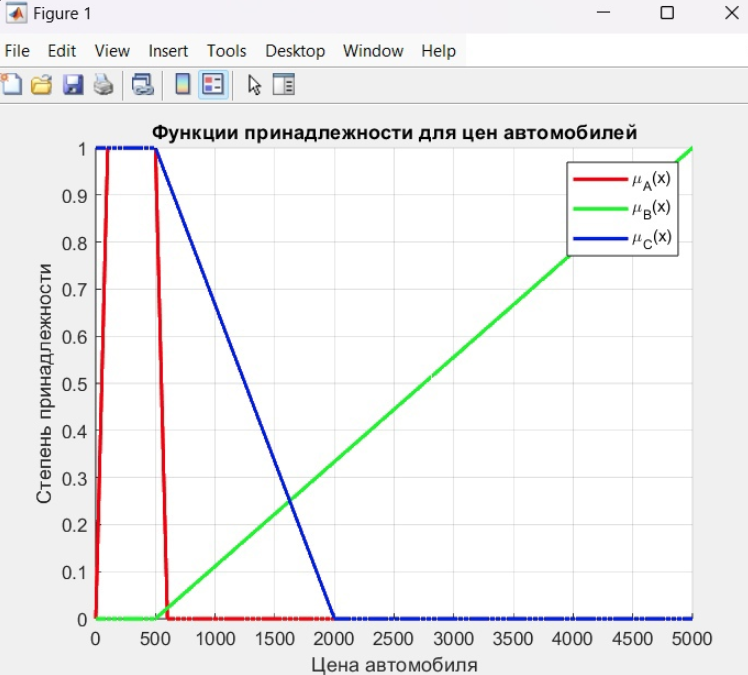 Figure 1
File Edit View Insert Tools Desktop Window Help
Функции принадлежности для цен автомобилей
μA(x)
μB(x)
μC(x)
Степень принадлежности
1
0.9
0.8
0.7
0.6
0.5
0.4
0.3
0.2
0.1
0
0 500 1000 1500 2000 2500 3000 3500 4000 4500 5000
Цена автомобиля